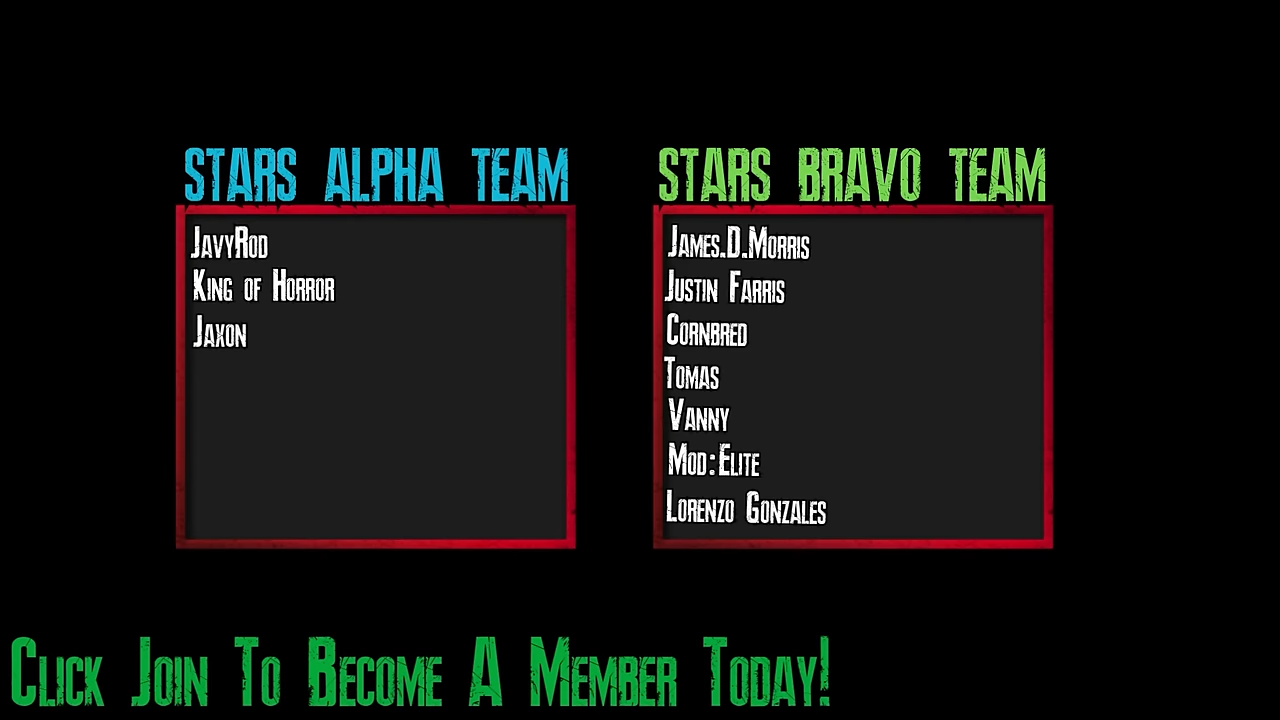 STARS ALPHA TEAM
JavyRod
King of Horror
Jaxon
STARS BRAVO TEAM
James.D.Morris
Justin Farris
Cornbred
Tomas
Vanny
Mod:Elite
Lorenzo Gonzales
Click Join To Become A Member Today!